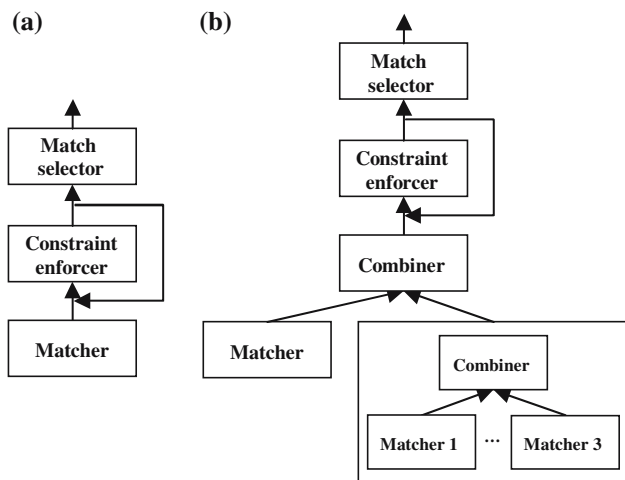 (a)
Match
selector
Constraint
enforcer
Matcher
(b)
Match
selector
Constraint
enforcer
Combiner
Matcher
Combiner
Matcher 1
...
Matcher 3